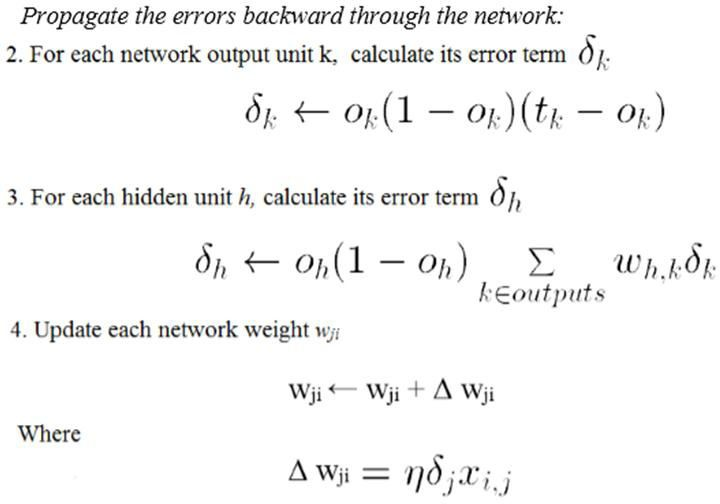 Propagate the errors backward through the network:
2. For each network output unit k, calculate its error term δₖ
δₖ ← oₖ(1 − oₖ)(tₖ − oₖ)
3. For each hidden unit h, calculate its error term δₕ
δₕ ← oₕ(1 − oₕ) Σ wₕ,ₖδₖ
k∈outputs
4. Update each network weight wⱼᵢ
wⱼᵢ ← wⱼᵢ + Δ wⱼᵢ
Where
Δ wⱼᵢ = ηδⱼxᵢ,ⱼ